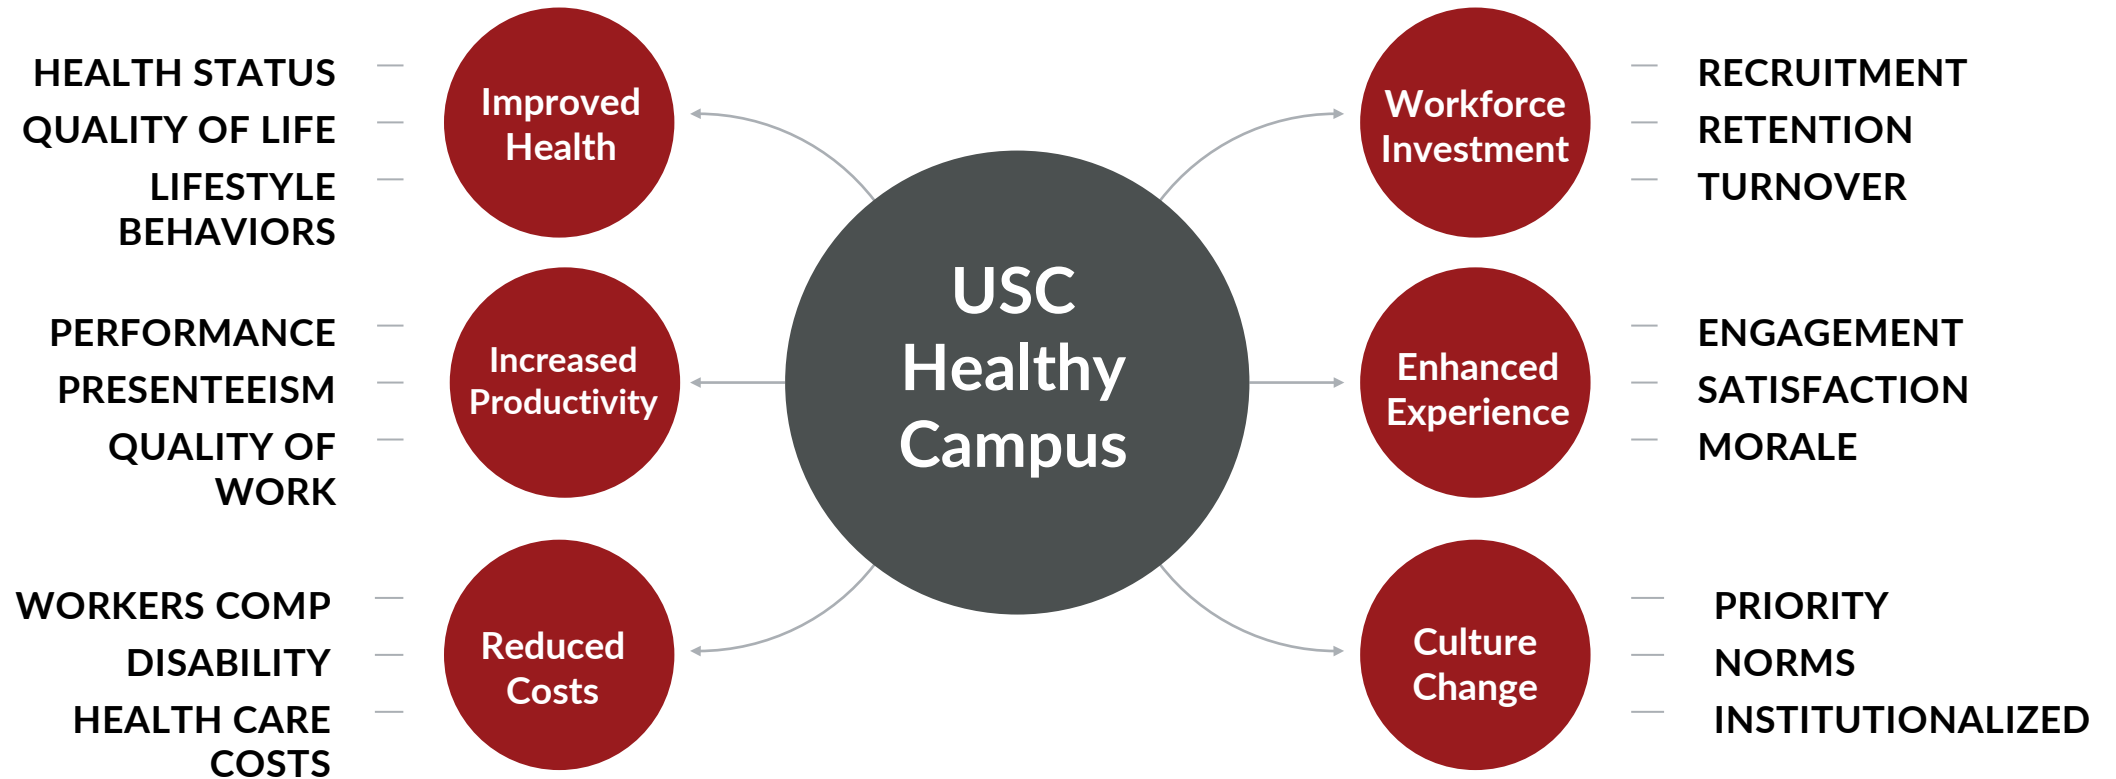 HEALTH STATUS
QUALITY OF LIFE
LIFESTYLE
BEHAVIORS
Improved
Health
PERFORMANCE
PRESENTEEISM
QUALITY OF
WORK
Increased
Productivity
WORKERS COMP
DISABILITY
HEALTH CARE
COSTS
Reduced
Costs
USC
Healthy
Campus
Workforce
Investment
RECRUITMENT
RETENTION
TURNOVER
Enhanced
Experience
ENGAGEMENT
SATISFACTION
MORALE
Culture
Change
PRIORITY
NORMS
INSTITUTIONALIZED